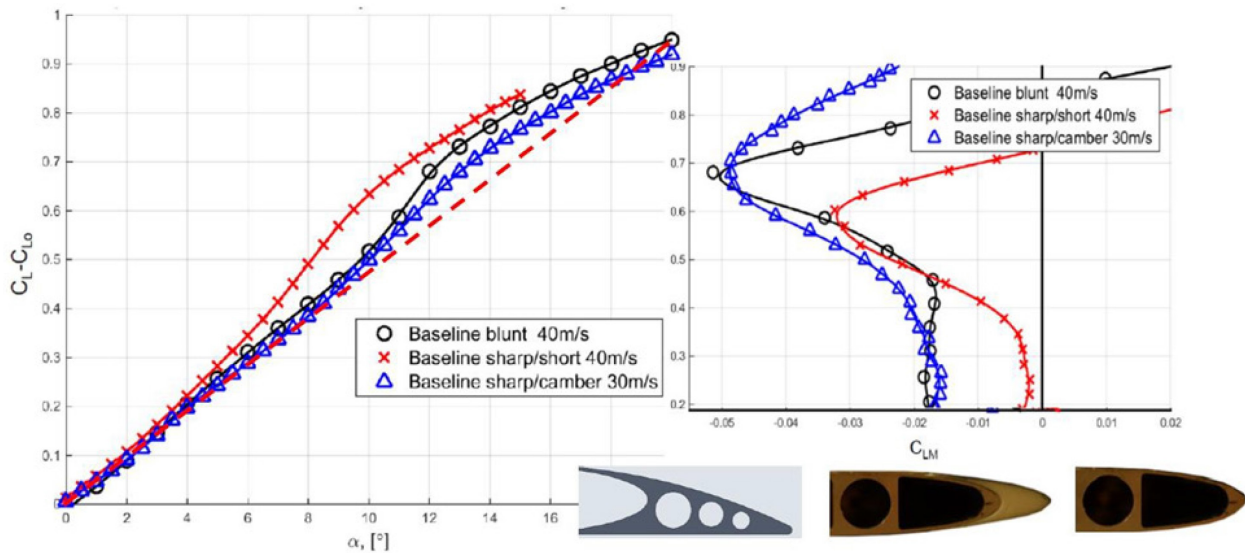 1
0.9
0.8
0.7
0.6
0.5
0.4
0.3
0.2
0.1
0
C_L-C_Lo
0 2 4 6 8 10 12 14 16 18
α, [°]
Baseline blunt 40m/s
Baseline sharp/short 40m/s
Baseline sharp/camber 30m/s
0.9
0.8
0.7
0.6
0.5
0.4
0.3
0.2
-0.05 -0.04 -0.03 -0.02 -0.01 0 0.01 0.02
C_LM
Baseline blunt 40m/s
Baseline sharp/short 40m/s
Baseline sharp/camber 30m/s